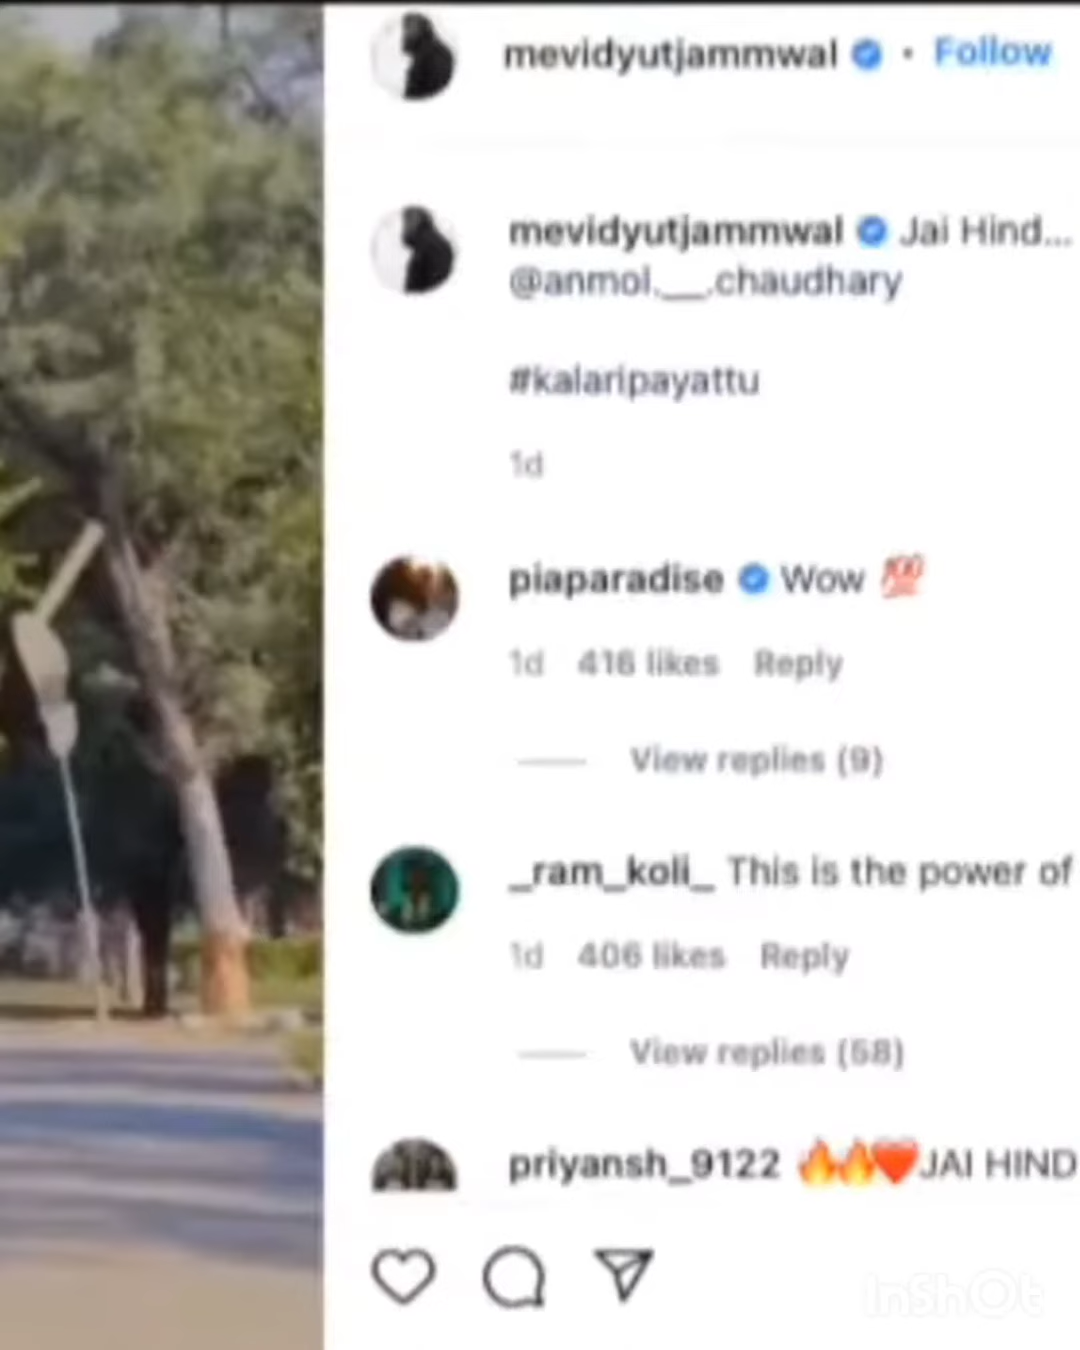 mevidyutjammwal • Follow
mevidyutjammwal Jai Hind...
@anmol.__.chaudhary
#kalaripayattu
1d
piaparadise Wow 💯
1d 416 likes Reply
View replies (9)
_ram_koli_ This is the power of
1d 406 likes Reply
View replies (58)
priyansh_9122 🔥🔥❤️JAI HIND
InShOt